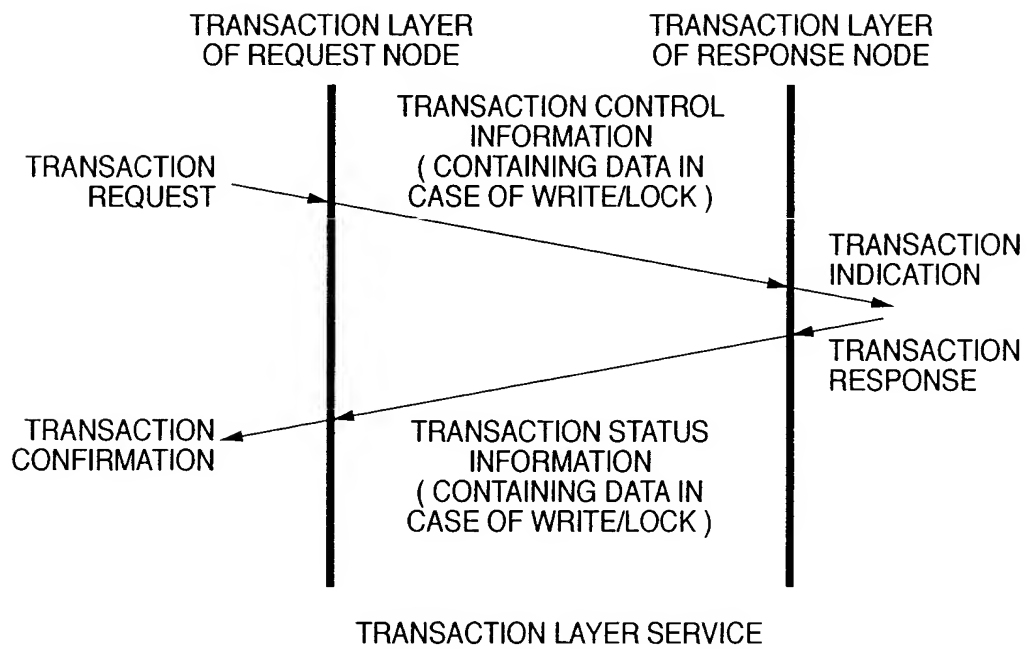 TRANSACTION LAYER
OF REQUEST NODE
TRANSACTION LAYER
OF RESPONSE NODE
TRANSACTION CONTROL
INFORMATION
( CONTAINING DATA IN
CASE OF WRITE/LOCK )
TRANSACTION
REQUEST
TRANSACTION
INDICATION
TRANSACTION
RESPONSE
TRANSACTION
CONFIRMATION
TRANSACTION STATUS
INFORMATION
( CONTAINING DATA IN
CASE OF WRITE/LOCK )
TRANSACTION LAYER SERVICE